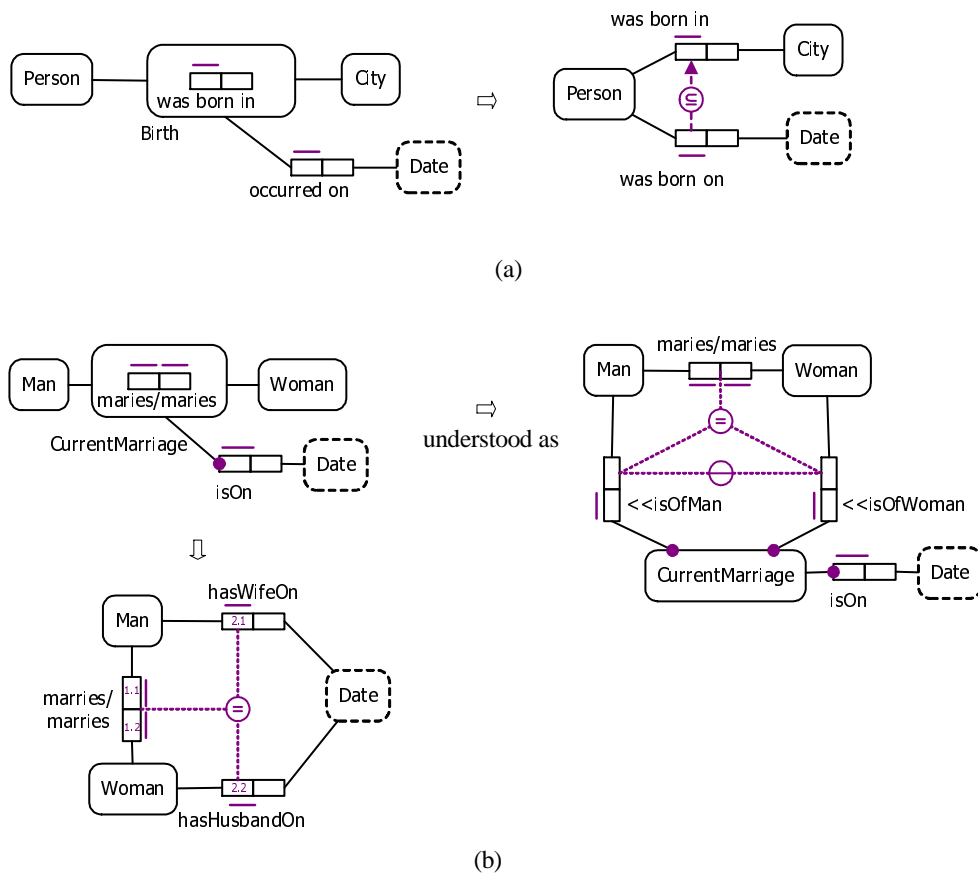 was born in
Person
was born in
City
Birth
occurred on
Date
⇨
Person
City
⊆
Date
was born on
(a)
Man
maries/maries
Woman
CurrentMarriage
isOn
Date
⇨
understood as
maries/maries
Man
Woman
=
<<isOfMan
<<isOfWoman
CurrentMarriage
isOn
Date
⇩
hasWifeOn
Man
2.1
marries/
marries
1.1
1.2
=
Date
Woman
2.2
hasHusbandOn
(b)